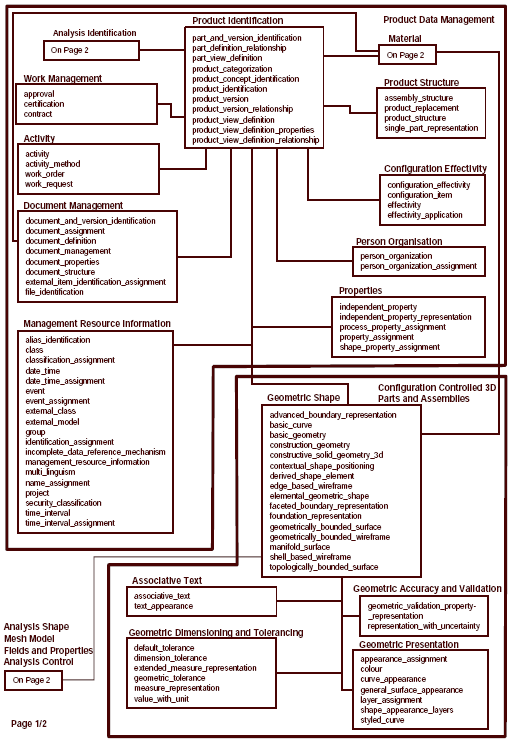 Product Identification
Product Data Management
Analysis Identification
On Page 2
part_and_version_identification
part_definition_relationship
part_view_definition
product_categorization
product_concept_identification
product_identification
product_version
product_version_relationship
product_view_definition
product_view_definition_properties
product_view_definition_relationship
Material
On Page 2
Work Management
approval
certification
contract
Product Structure
assembly_structure
product_replacement
product_structure
single_part_representation
Activity
activity
activity_method
work_order
work_request
Configuration Effectivity
configuration_effectivity
configuration_item
effectivity
effectivity_application
Document Management
document_and_version_identification
document_assignment
document_definition
document_management
document_properties
document_structure
external_item_identification_assignment
file_identification
Person Organisation
person_organization
person_organization_assignment
Properties
independent_property
independent_property_representation
process_property_assignment
property_assignment
shape_property_assignment
Management Resource Information
alias_identification
class
classification_assignment
date_time
date_time_assignment
event
event_assignment
external_class
external_model
group
identification_assignment
incomplete_data_reference_mechanism
management_resource_information
multi_linguism
name_assignment
project
security_classification
time_interval
time_interval_assignment
Configuration Controlled 3D
Parts and Assemblies
Geometric Shape
advanced_boundary_representation
basic_curve
basic_geometry
construction_geometry
constructive_solid_geometry_3d
contextual_shape_positioning
derived_shape_element
edge_based_wireframe
elemental_geometric_shape
faceted_boundary_representation
foundation_representation
geometrically_bounded_surface
geometrically_bounded_wireframe
manifold_surface
shell_based_wireframe
topologically_bounded_surface
Associative Text
associative_text
text_appearance
Geometric Accuracy and Validation
geometric_validation_property-
_representation
representation_with_uncertainty
Analysis Shape
Mesh Model
Fields and Properties
Analysis Control
On Page 2
Geometric Dimensioning and Tolerancing
default_tolerance
dimension_tolerance
extended_measure_representation
geometric_tolerance
measure_representation
value_with_unit
Geometric Presentation
appearance_assignment
colour
curve_appearance
general_surface_appearance
layer_assignment
shape_appearance_layers
styled_curve
Page 1/2